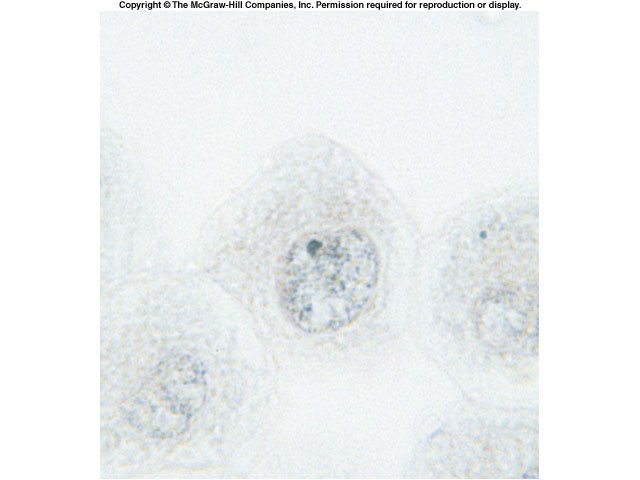 Copyright © The McGraw-Hill Companies, Inc. Permission required for reproduction or display.